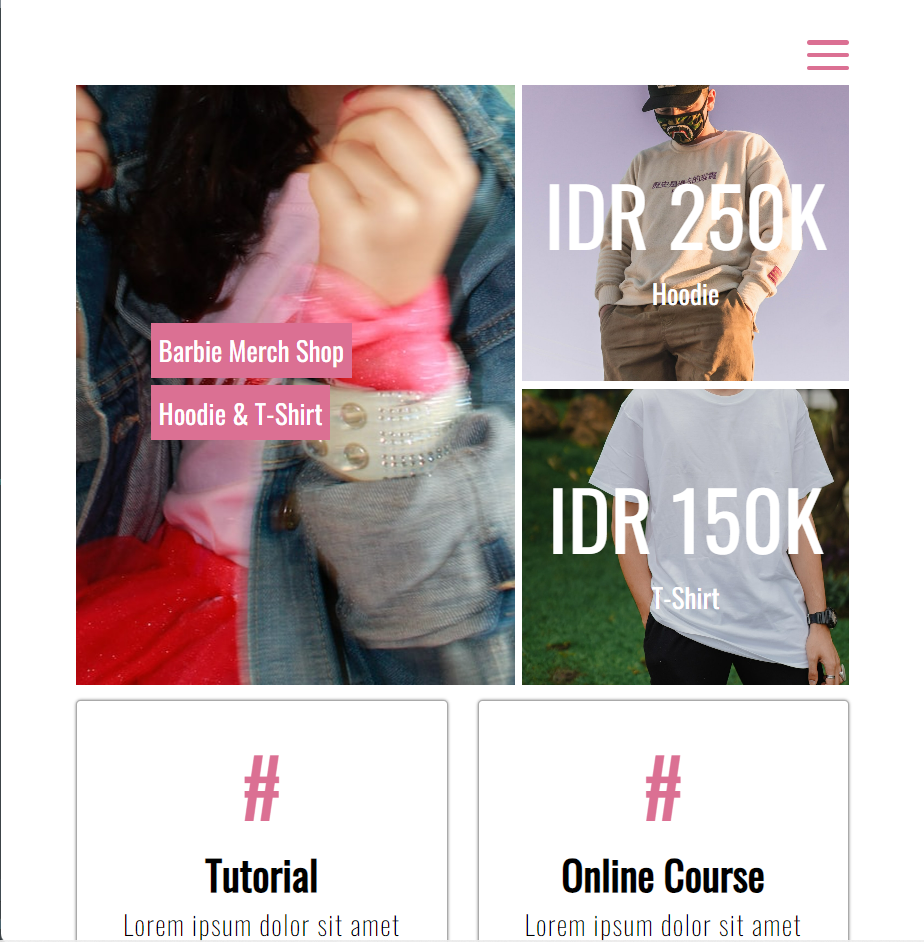 Barbie Merch Shop
Hoodie & T-Shirt
IDR 250K
Hoodie
IDR 150K
T-Shirt
#
Tutorial
Lorem ipsum dolor sit amet
#
Online Course
Lorem ipsum dolor sit amet